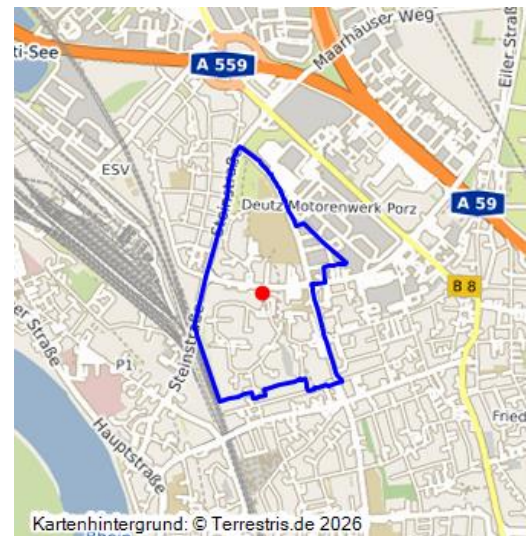 ti-See
A 559
Maarhäuser Weg
Eiler Straß
ESV
Steinstraße
Deutz Motorenwerk Porz
A 59
B 8
er Straße
Steinstraße
P1
Hauptstraße
Fried
Kartenhintergrund: © Terrestris.de 2026